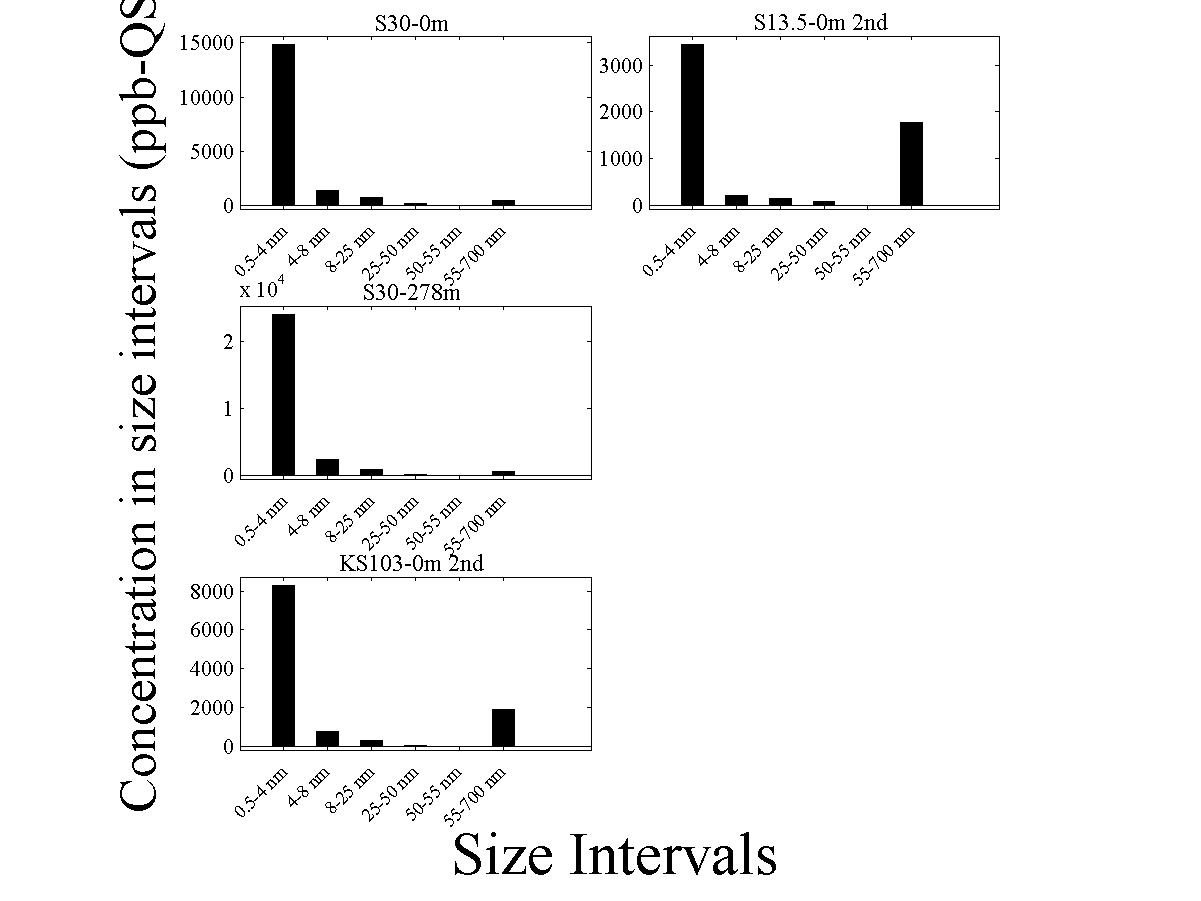 Concentration in size intervals (ppb-QS
S30-0m
15000
10000
5000
0
0.5-4 nm
4-8 nm
8-25 nm
25-50 nm
50-55 nm
55-700 nm
S13.5-0m 2nd
3000
2000
1000
0
0.5-4 nm
4-8 nm
8-25 nm
25-50 nm
50-55 nm
55-700 nm
x 10⁴
S30-278m
2
1
0
0.5-4 nm
4-8 nm
8-25 nm
25-50 nm
50-55 nm
55-700 nm
KS103-0m 2nd
8000
6000
4000
2000
0
0.5-4 nm
4-8 nm
8-25 nm
25-50 nm
50-55 nm
55-700 nm
Size Intervals